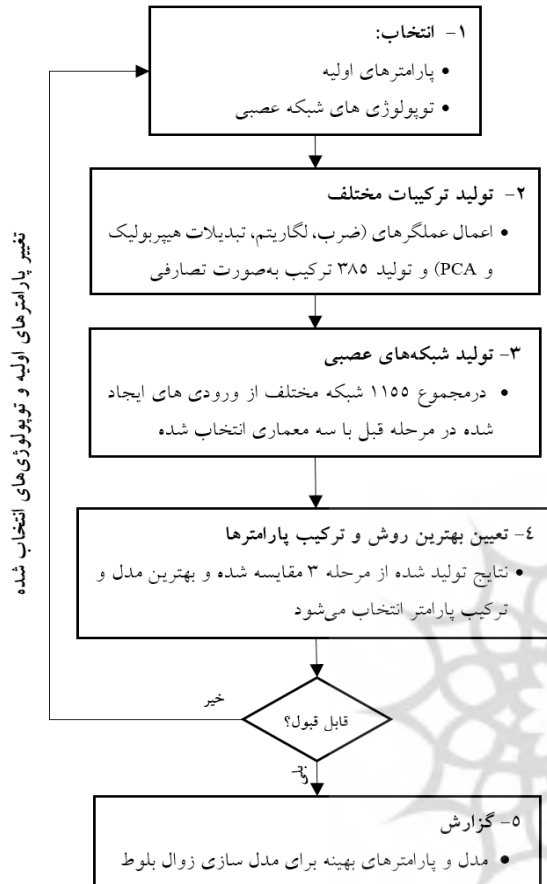 ۱- انتخاب:
• پارامترهای اولیه
• توپولوژی های شبکه عصبی
۲- تولید ترکیبات مختلف
• اعمال عملگرهای (ضرب، لگاریتم، تبدیلات هیپربولیک
و PCA) و تولید ۳۸۵ ترکیب به‌صورت تصارفی
۳- تولید شبکه‌های عصبی
• درمجموع ۱۱۵۵ شبکه مختلف از ورودی های ایجاد
شده در مرحله قبل با سه معماری انتخاب شده
٤- تعیین بهترین روش و ترکیب پارامترها
• نتایج تولید شده از مرحله ۳ مقایسه شده و بهترین مدل و
ترکیب پارامتر انتخاب می‌شود
قابل قبول؟
خیر
بلی
تغییر پارامترهای اولیه و توپولوژی‌های انتخاب شده
٥- گزارش
• مدل و پارامترهای بهینه برای مدل سازی زوال بلوط